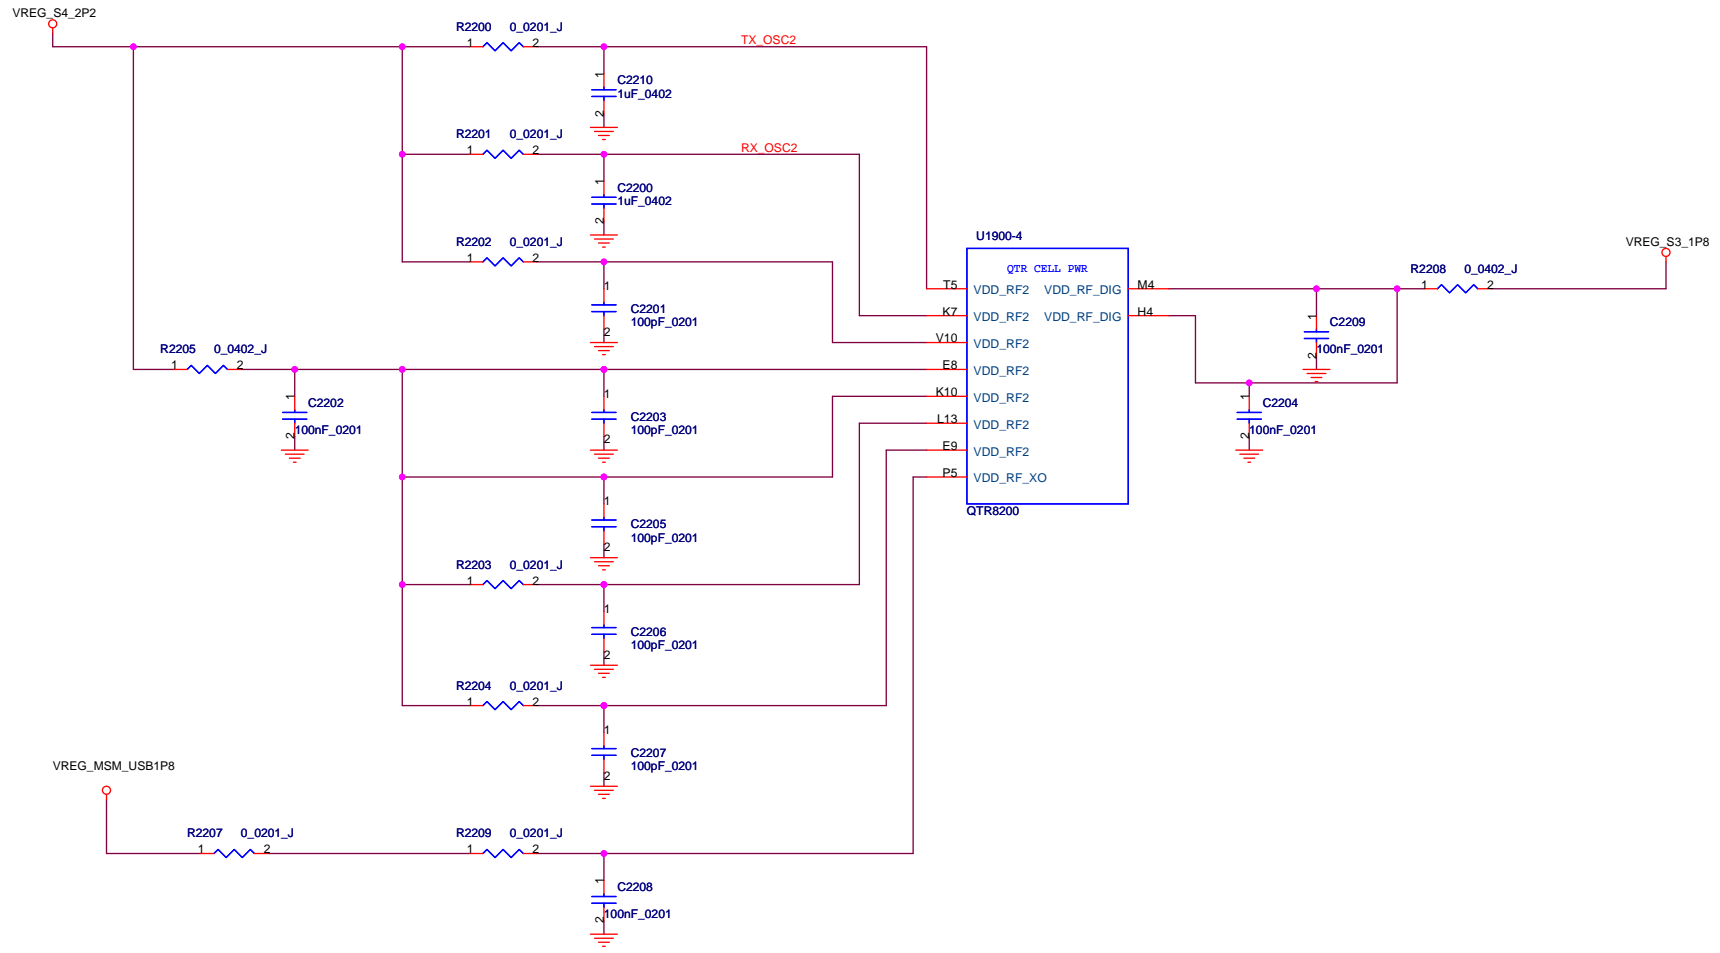 VREG_S4_2P2
R2200 0_0201_J
1 2
TX_OSC2
1
C2210
1uF_0402
2
R2201 0_0201_J
1 2
RX_OSC2
1
C2200
1uF_0402
2
R2202 0_0201_J
1 2
1
C2201
100pF_0201
2
U1900-4
QTR CELL PWR
T5 VDD_RF2 VDD_RF_DIG M4
K7 VDD_RF2 VDD_RF_DIG H4
V10 VDD_RF2
E8 VDD_RF2
K10 VDD_RF2
L13 VDD_RF2
E9 VDD_RF2
P5 VDD_RF_XO
QTR8200
VREG_S3_1P8
R2208 0_0402_J
1 2
1
C2209
100nF_0201
2
1
C2204
100nF_0201
2
R2205 0_0402_J
1 2
1
C2202
100nF_0201
2
1
C2203
100pF_0201
2
1
C2205
100pF_0201
2
R2203 0_0201_J
1 2
1
C2206
100pF_0201
2
R2204 0_0201_J
1 2
1
C2207
100pF_0201
2
VREG_MSM_USB1P8
R2207 0_0201_J
1 2
R2209 0_0201_J
1 2
1
C2208
100nF_0201
2